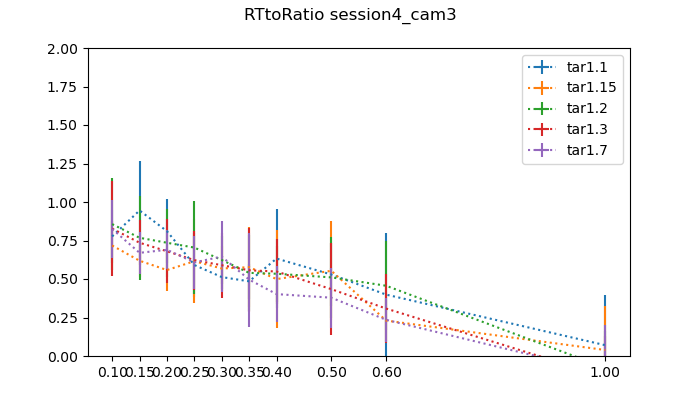 RTtoRatio session4_cam3
2.00
1.75
1.50
1.25
1.00
0.75
0.50
0.25
0.00
tar1.1
tar1.15
tar1.2
tar1.3
tar1.7
0.10 0.15 0.20 0.25 0.30 0.35 0.40 0.50 0.60 1.00